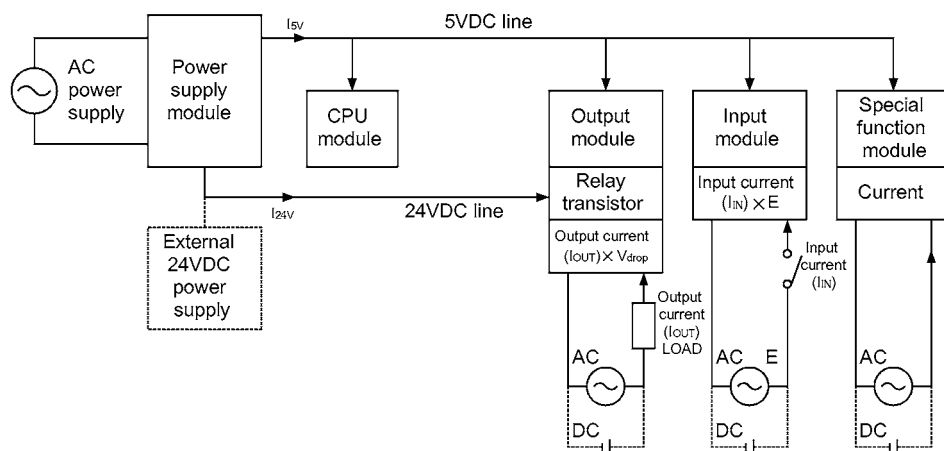 I5V
5VDC line
AC
power
supply
Power
supply
module
CPU
module
Output
module
Input
module
Special
function
module
Relay
transistor
Input current
(IIN) × E
Current
I24V
24VDC line
External
24VDC
power
supply
Output current
(IOUT) × Vdrop
Input
current
(IIN)
Output
current
(IOUT)
LOAD
AC
AC
E
AC
DC
DC
DC